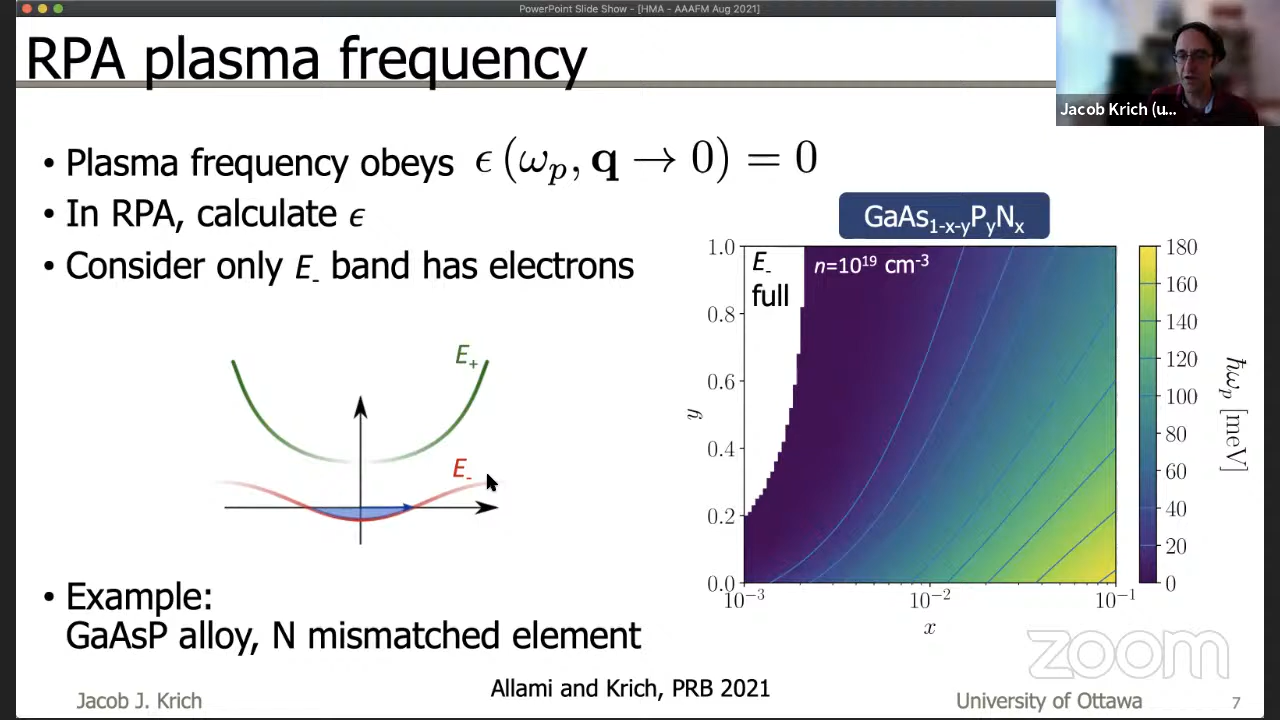 PowerPoint Slide Show - [HMA - AAAFM Aug 2021]
RPA plasma frequency
Jacob Krich (u...
• Plasma frequency obeys ϵ (ωₚ, q → 0) = 0
• In RPA, calculate ϵ
• Consider only E₋ band has electrons
GaAs₁₋ₓ₋ᵧPᵧNₓ
E₋ full
n=10¹⁹ cm⁻³
1.0
0.8
0.6
0.4
0.2
0.0
y
10⁻³ 10⁻² 10⁻¹
x
180
160
140
120
100
80
60
40
20
0
ℏωₚ [meV]
E₊
E₋
• Example:
GaAsP alloy, N mismatched element
Allami and Krich, PRB 2021
zoom
Jacob J. Krich
University of Ottawa
7